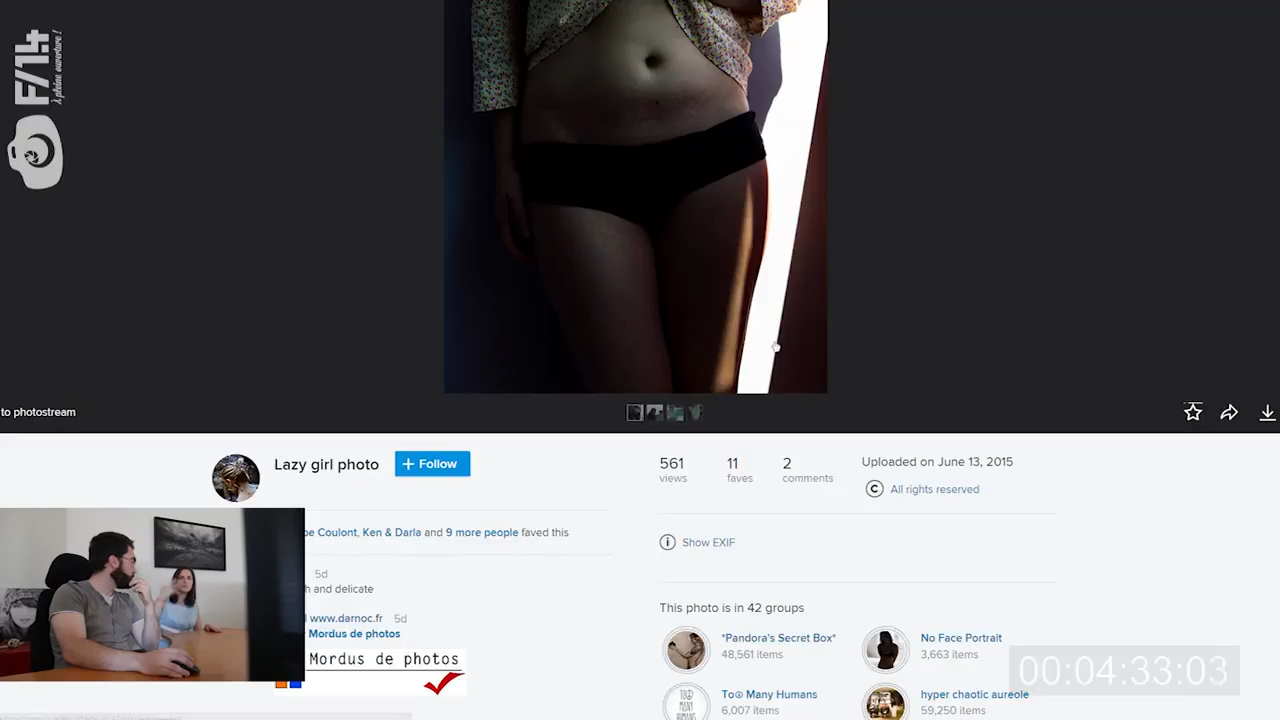 F/1.4
à pleine ouverture !
to photostream
Lazy girl photo
+ Follow
561
views
11
faves
2
comments
Uploaded on June 13, 2015
© All rights reserved
Coulont, Ken & Darla and 9 more people faved this
Show EXIF
5d
and delicate
www.darnoc.fr 5d
Mordus de photos
Mordus de photos
This photo is in 42 groups
*Pandora's Secret Box*
48,561 items
No Face Portrait
3,663 items
To☮ Many Humans
6,007 items
hyper chaotic aureole
59,250 items
00:04:33:03